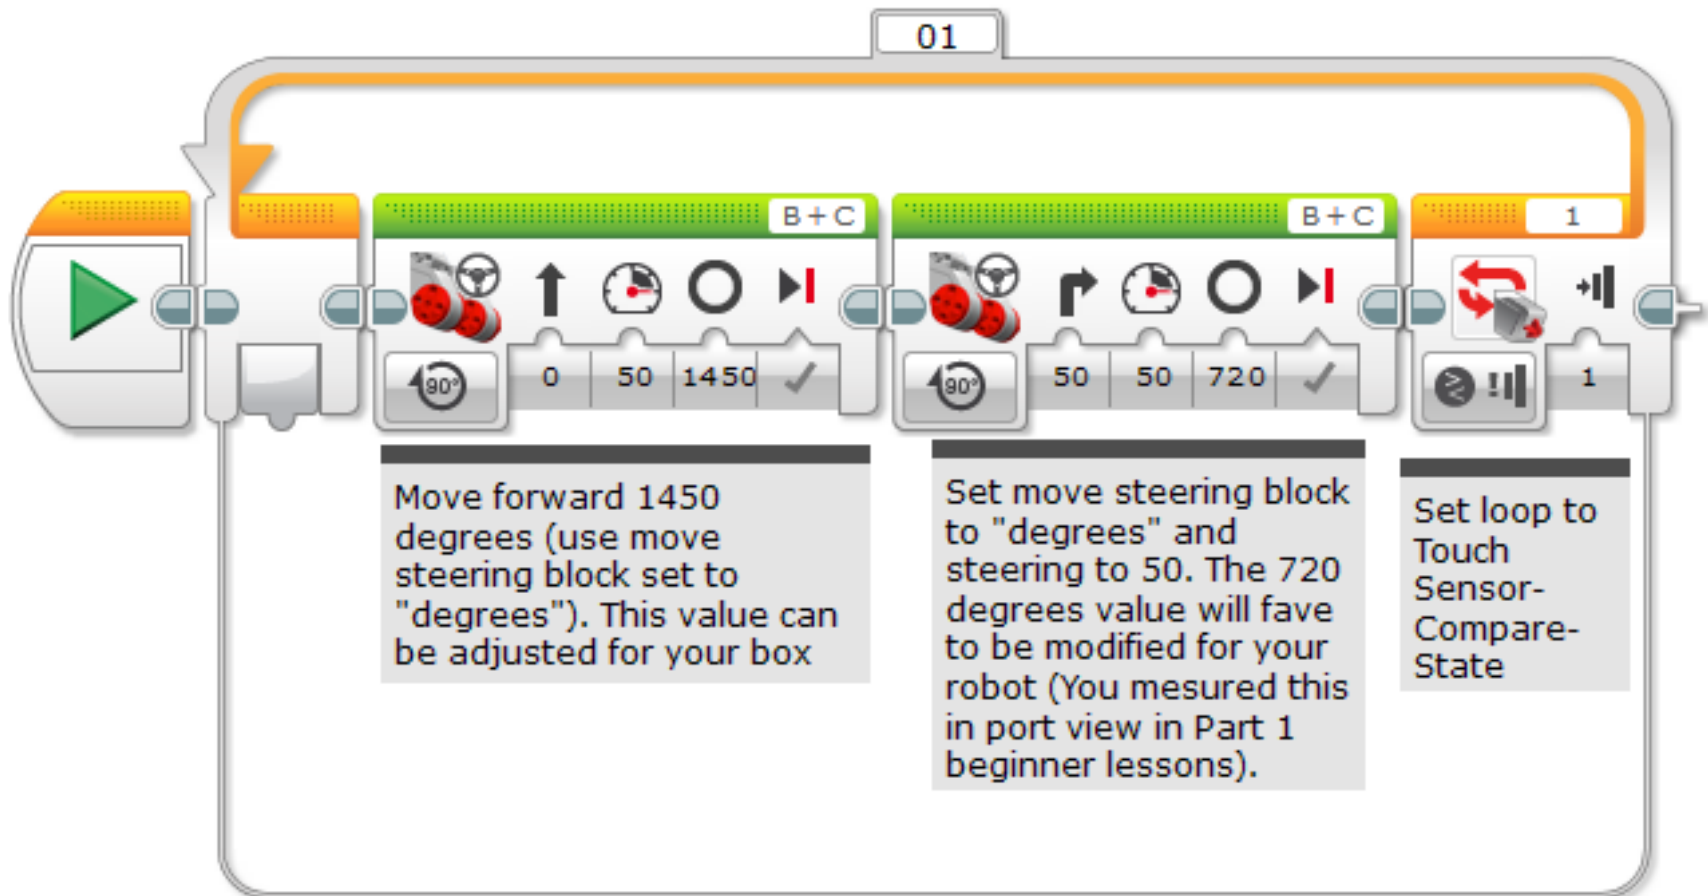 01
B + C
B + C
1
90°
0
50
1450
90°
50
50
720
1
Move forward 1450
degrees (use move
steering block set to
"degrees"). This value can
be adjusted for your box
Set move steering block
to "degrees" and
steering to 50. The 720
degrees value will fave
to be modified for your
robot (You mesured this
in port view in Part 1
beginner lessons).
Set loop to
Touch
Sensor-
Compare-
State